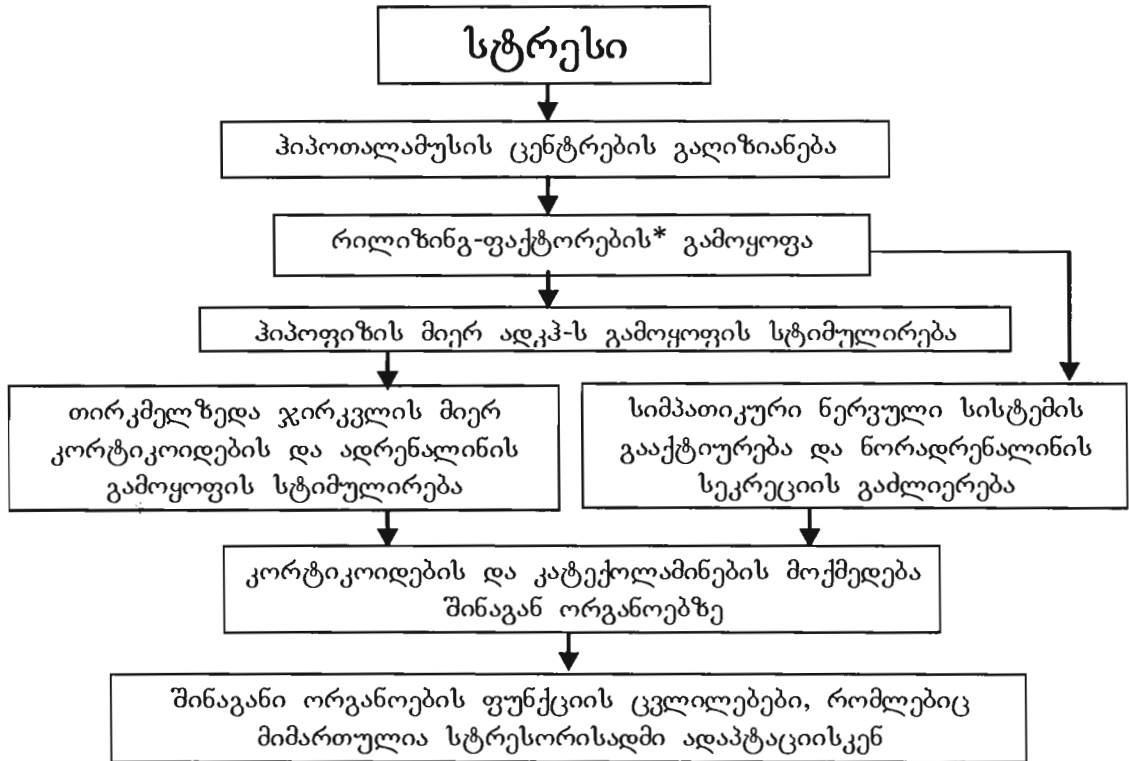 სტრესი
ჰიპოთალამუსის ცენტრების გაღიზიანება
რილიზინგ-ფაქტორების* გამოყოფა
ჰიპოფიზის მიერ ადკჰ-ს გამოყოფის სტიმულირება
თირკმელზედა ჯირკვლის მიერ
კორტიკოიდების და ადრენალინის
გამოყოფის სტიმულირება
სიმპათიკური ნერვული სისტემის
გააქტიურება და ნორადრენალინის
სეკრეციის გაძლიერება
კორტიკოიდების და კატექოლამინების მოქმედება
შინაგან ორგანოებზე
შინაგანი ორგანოების ფუნქციის ცვლილებები, რომლებიც
მიმართულია სტრესორისადმი ადაპტაციისკენ